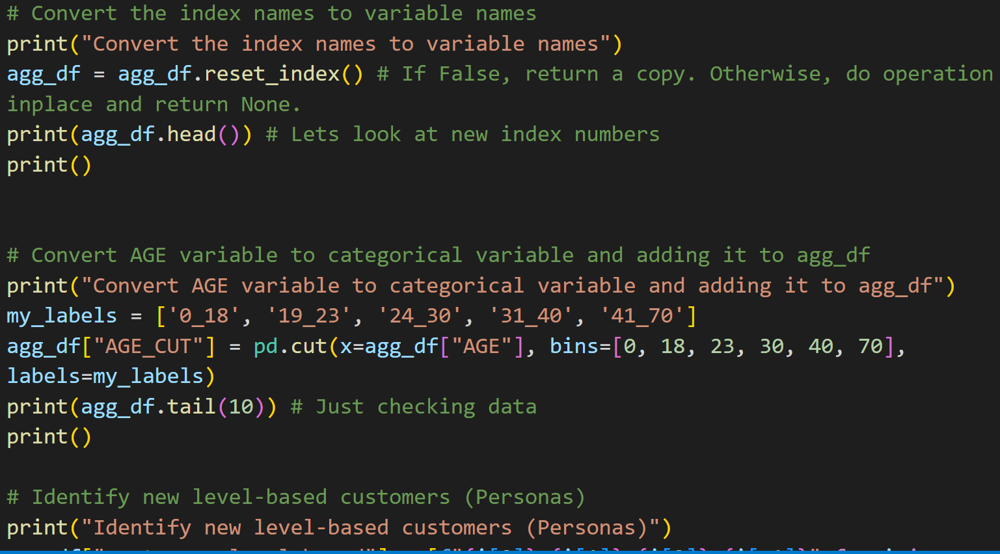 # Convert the index names to variable names
print("Convert the index names to variable names")
agg_df = agg_df.reset_index() # If False, return a copy. Otherwise, do operation
inplace and return None.
print(agg_df.head()) # Lets look at new index numbers
print()
# Convert AGE variable to categorical variable and adding it to agg_df
print("Convert AGE variable to categorical variable and adding it to agg_df")
my_labels = ['0_18', '19_23', '24_30', '31_40', '41_70']
agg_df["AGE_CUT"] = pd.cut(x=agg_df["AGE"], bins=[0, 18, 23, 30, 40, 70],
labels=my_labels)
print(agg_df.tail(10)) # Just checking data
print()
# Identify new level-based customers (Personas)
print("Identify new level-based customers (Personas)")